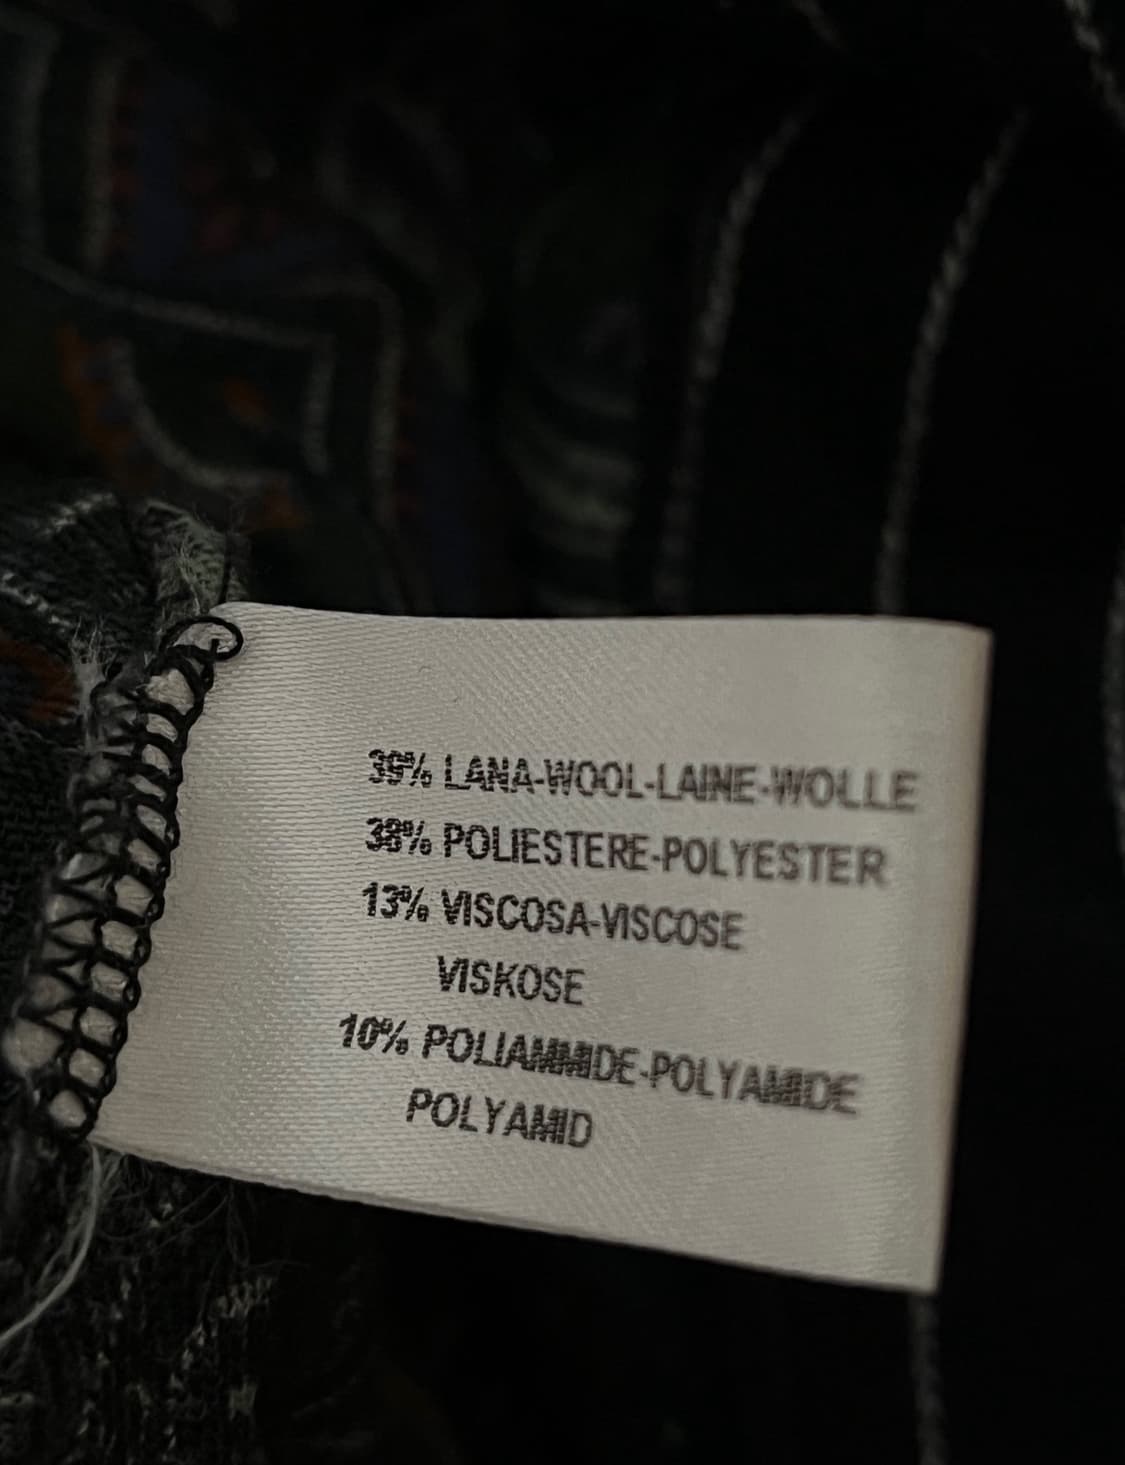 39% LANA-WOOL-LAINE-WOLLE
38% POLIESTERE-POLYESTER
13% VISCOSA-VISCOSE
VISKOSE
10% POLIAMMIDE-POLYAMIDE
POLYAMID